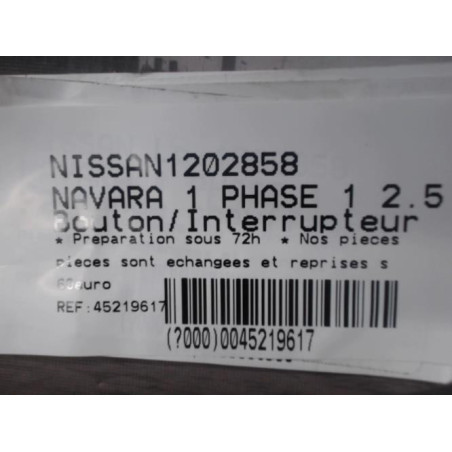 NISSAN1202858
NAVARA 1 PHASE 1 2.5
Bouton/Interrupteur
* Preparation sous 72h * Nos pieces
pieces sont echangees et reprises s
REF:45219617
(?000)0045219617